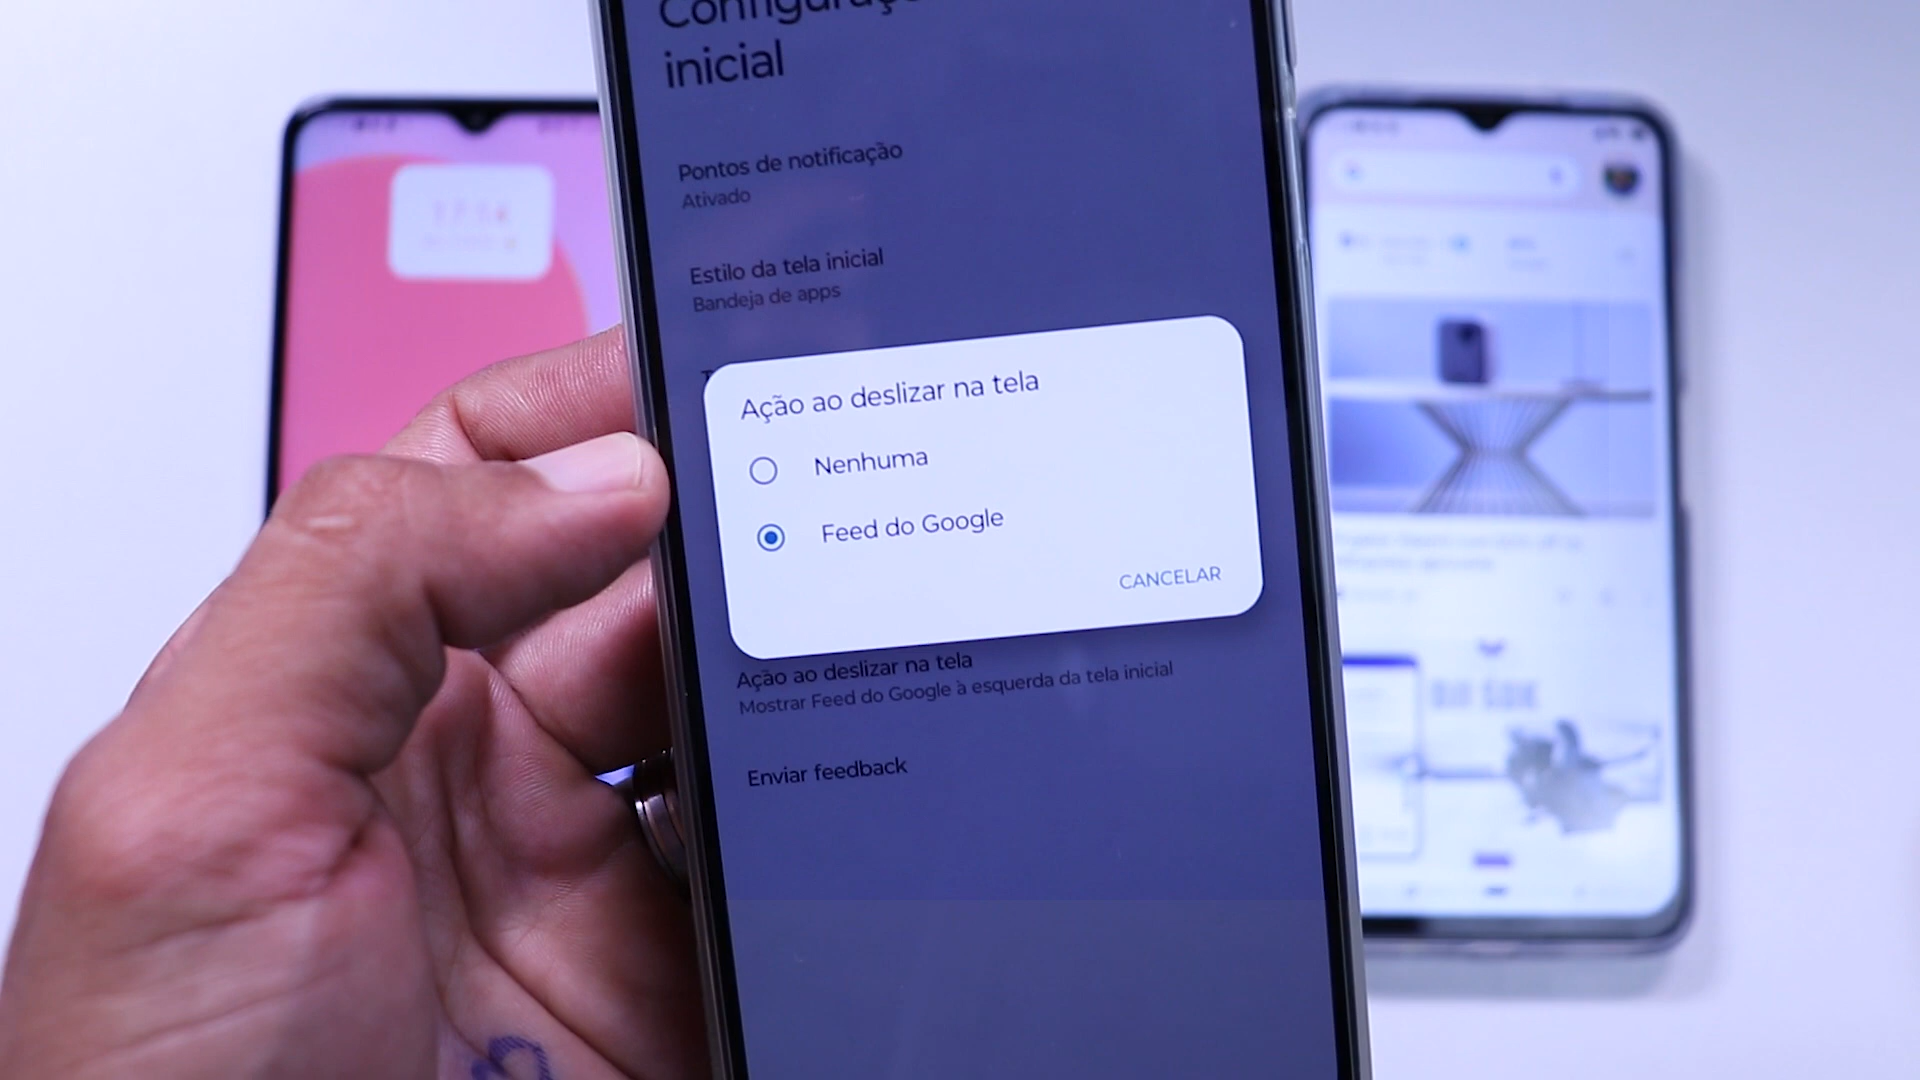 inicial
Pontos de notificação
Ativado
Estilo da tela inicial
Bandeja de apps
Ação ao deslizar na tela
Nenhuma
Feed do Google
CANCELAR
Ação ao deslizar na tela
Mostrar Feed do Google à esquerda da tela inicial
Enviar feedback